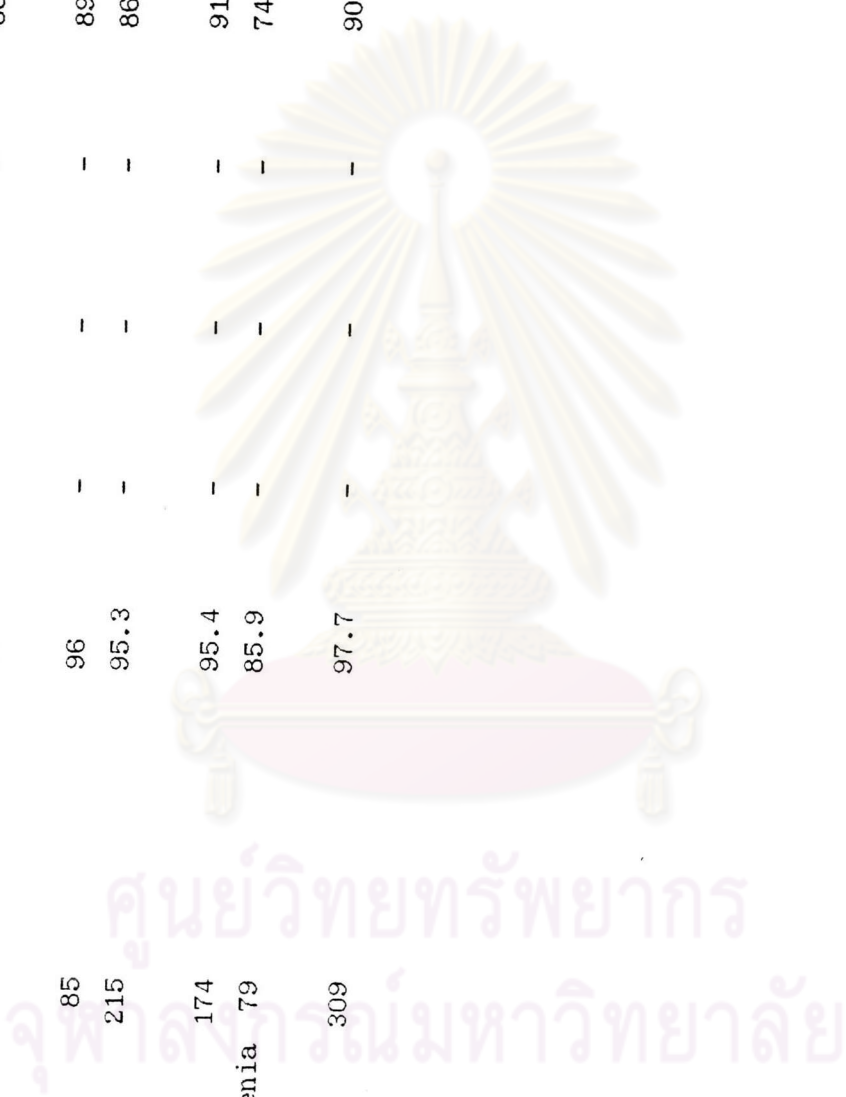 85 96 - - - 89
215 95.3 - - - 86
174 95.4 - - - 91
enia 79 85.9 - - - 74
309 97.7 - - - 90
ศูนย์วิทยทรัพยากร
จุฬาลงกรณ์มหาวิทยาลัย